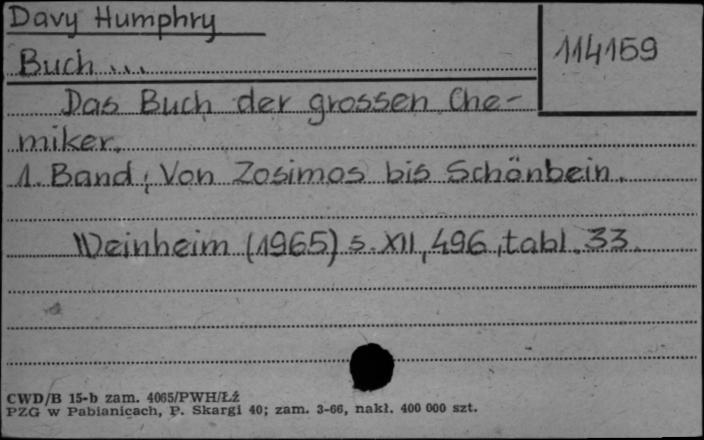 Davy Humphry
114159
Buch ...
Das Buch der grossen Che-
miker.
1. Band: Von Zosimos bis Schönbein.
Weinheim (1965) s. XII, 496, tabl. 33.
CWD/B 15-b zam. 4065/PWH/Łż
PZG w Pabianicach, P. Skargi 40; zam. 3-66, nakł. 400 000 szt.